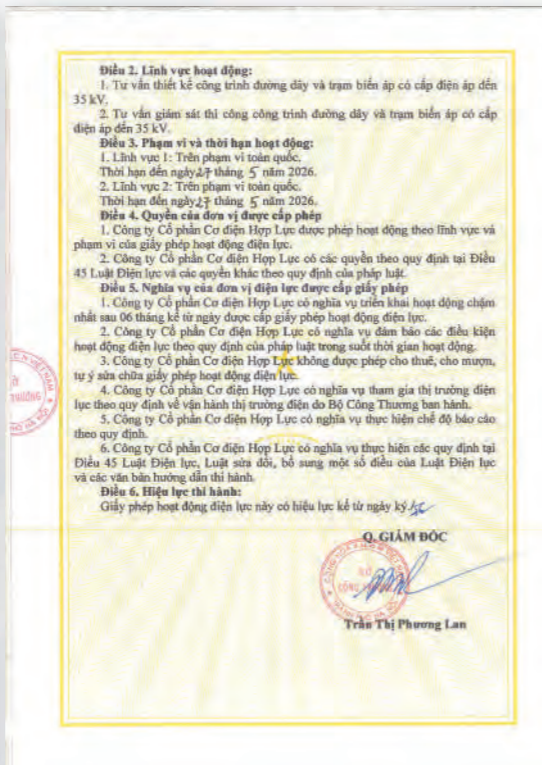 Điều 2. Lĩnh vực hoạt động:
1. Tư vấn thiết kế công trình đường dây và trạm biến áp có cấp điện áp đến
35 kV.
2. Tư vấn giám sát thi công công trình đường dây và trạm biến áp có cấp
điện áp đến 35 kV.
Điều 3. Phạm vi và thời hạn hoạt động:
1. Lĩnh vực 1: Trên phạm vi toàn quốc.
Thời hạn đến ngày 27 tháng 5 năm 2026.
2. Lĩnh vực 2: Trên phạm vi toàn quốc.
Thời hạn đến ngày 27 tháng 5 năm 2026.
Điều 4. Quyền của đơn vị được cấp phép
1. Công ty Cổ phần Cơ điện Hợp Lực được phép hoạt động theo lĩnh vực và
phạm vi của giấy phép hoạt động điện lực.
2. Công ty Cổ phần Cơ điện Hợp Lực có các quyền theo quy định tại Điều
45 Luật Điện lực và các quyền khác theo quy định của pháp luật.
Điều 5. Nghĩa vụ của đơn vị điện lực được cấp giấy phép
1. Công ty Cổ phần Cơ điện Hợp Lực có nghĩa vụ triển khai hoạt động chậm
nhất sau 06 tháng kể từ ngày được cấp giấy phép hoạt động điện lực.
2. Công ty Cổ phần Cơ điện Hợp Lực có nghĩa vụ đảm bảo các điều kiện
hoạt động điện lực theo quy định của pháp luật trong suốt thời gian hoạt động.
3. Công ty Cổ phần Cơ điện Hợp Lực không được phép cho thuê, cho mượn,
tự ý sửa chữa giấy phép hoạt động điện lực.
4. Công ty Cổ phần Cơ điện Hợp Lực có nghĩa vụ tham gia thị trường điện
lực theo quy định về vận hành thị trường điện do Bộ Công Thương ban hành.
5. Công ty Cổ phần Cơ điện Hợp Lực có nghĩa vụ thực hiện chế độ báo cáo
theo quy định.
6. Công ty Cổ phần Cơ điện Hợp Lực có nghĩa vụ thực hiện các quy định tại
Điều 45 Luật Điện lực, Luật sửa đổi, bổ sung một số điều của Luật Điện lực
và các văn bản hướng dẫn thi hành.
Điều 6. Hiệu lực thi hành:
Giấy phép hoạt động điện lực này có hiệu lực kể từ ngày ký.
Q. GIÁM ĐỐC
SỞ
Trần Thị Phương Lan